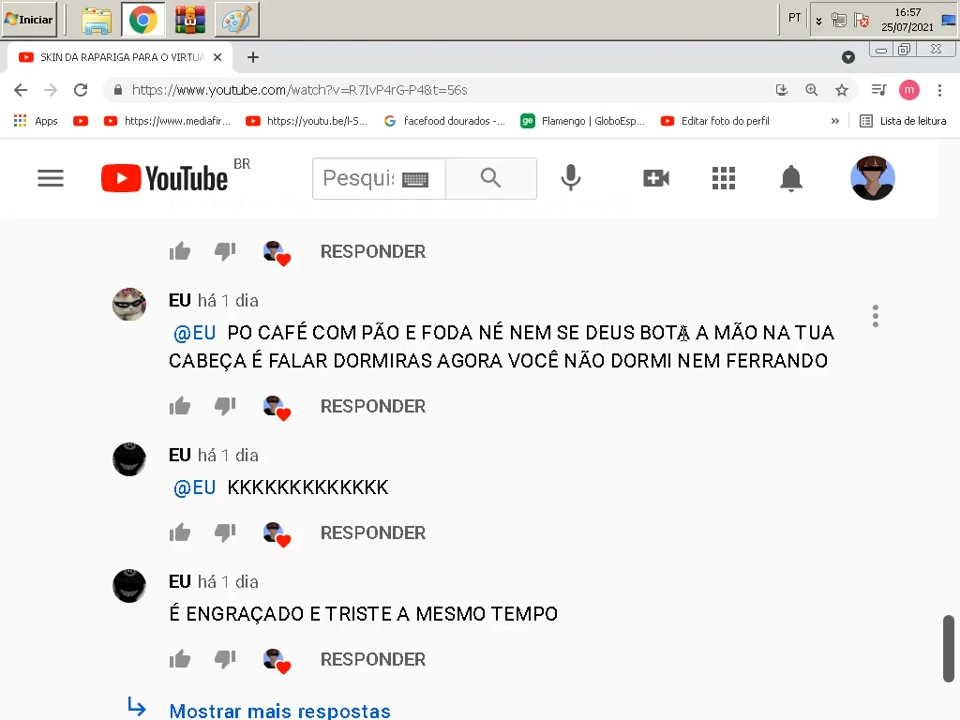 Iniciar
PT
16:57
25/07/2021
SKIN DA RAPARIGA PARA O VIRTUA
https://www.youtube.com/watch?v=R7IvP4rG-P4&t=56s
m
Apps
https://www.mediafir...
https://youtu.be/l-S...
G
facefood dourados -...
ge
Flamengo | GloboEsp...
Editar foto do perfil
»
Lista de leitura
YouTube
BR
Pesquis
RESPONDER
EU há 1 dia
@EU PO CAFÉ COM PÃO E FODA NÉ NEM SE DEUS BOTA A MÃO NA TUA
CABEÇA É FALAR DORMIRAS AGORA VOCÊ NÃO DORMI NEM FERRANDO
RESPONDER
EU há 1 dia
@EU KKKKKKKKKKKKK
RESPONDER
EU há 1 dia
É ENGRAÇADO E TRISTE A MESMO TEMPO
RESPONDER
Mostrar mais respostas